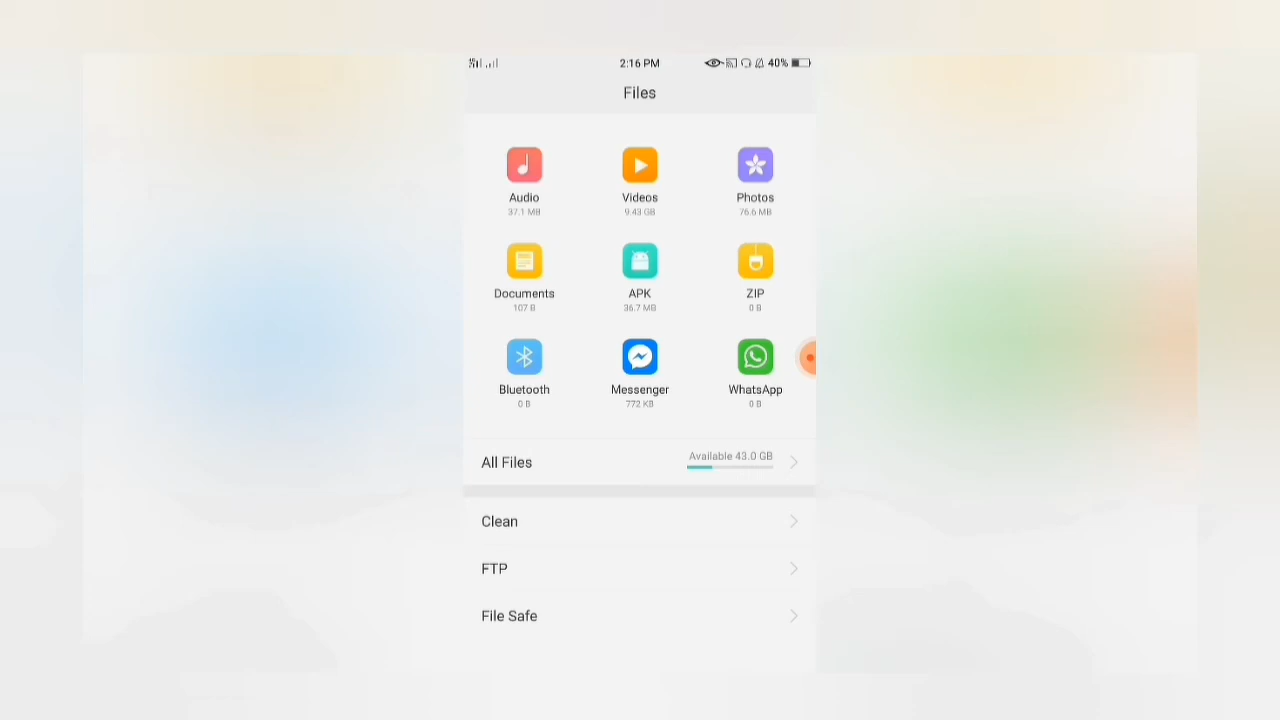 2:16 PM
40%
Files
Audio
37.1 MB
Videos
9.43 GB
Photos
76.6 MB
Documents
107 B
APK
36.7 MB
ZIP
0 B
Bluetooth
0 B
Messenger
772 KB
WhatsApp
0 B
All Files
Available 43.0 GB
Clean
FTP
File Safe